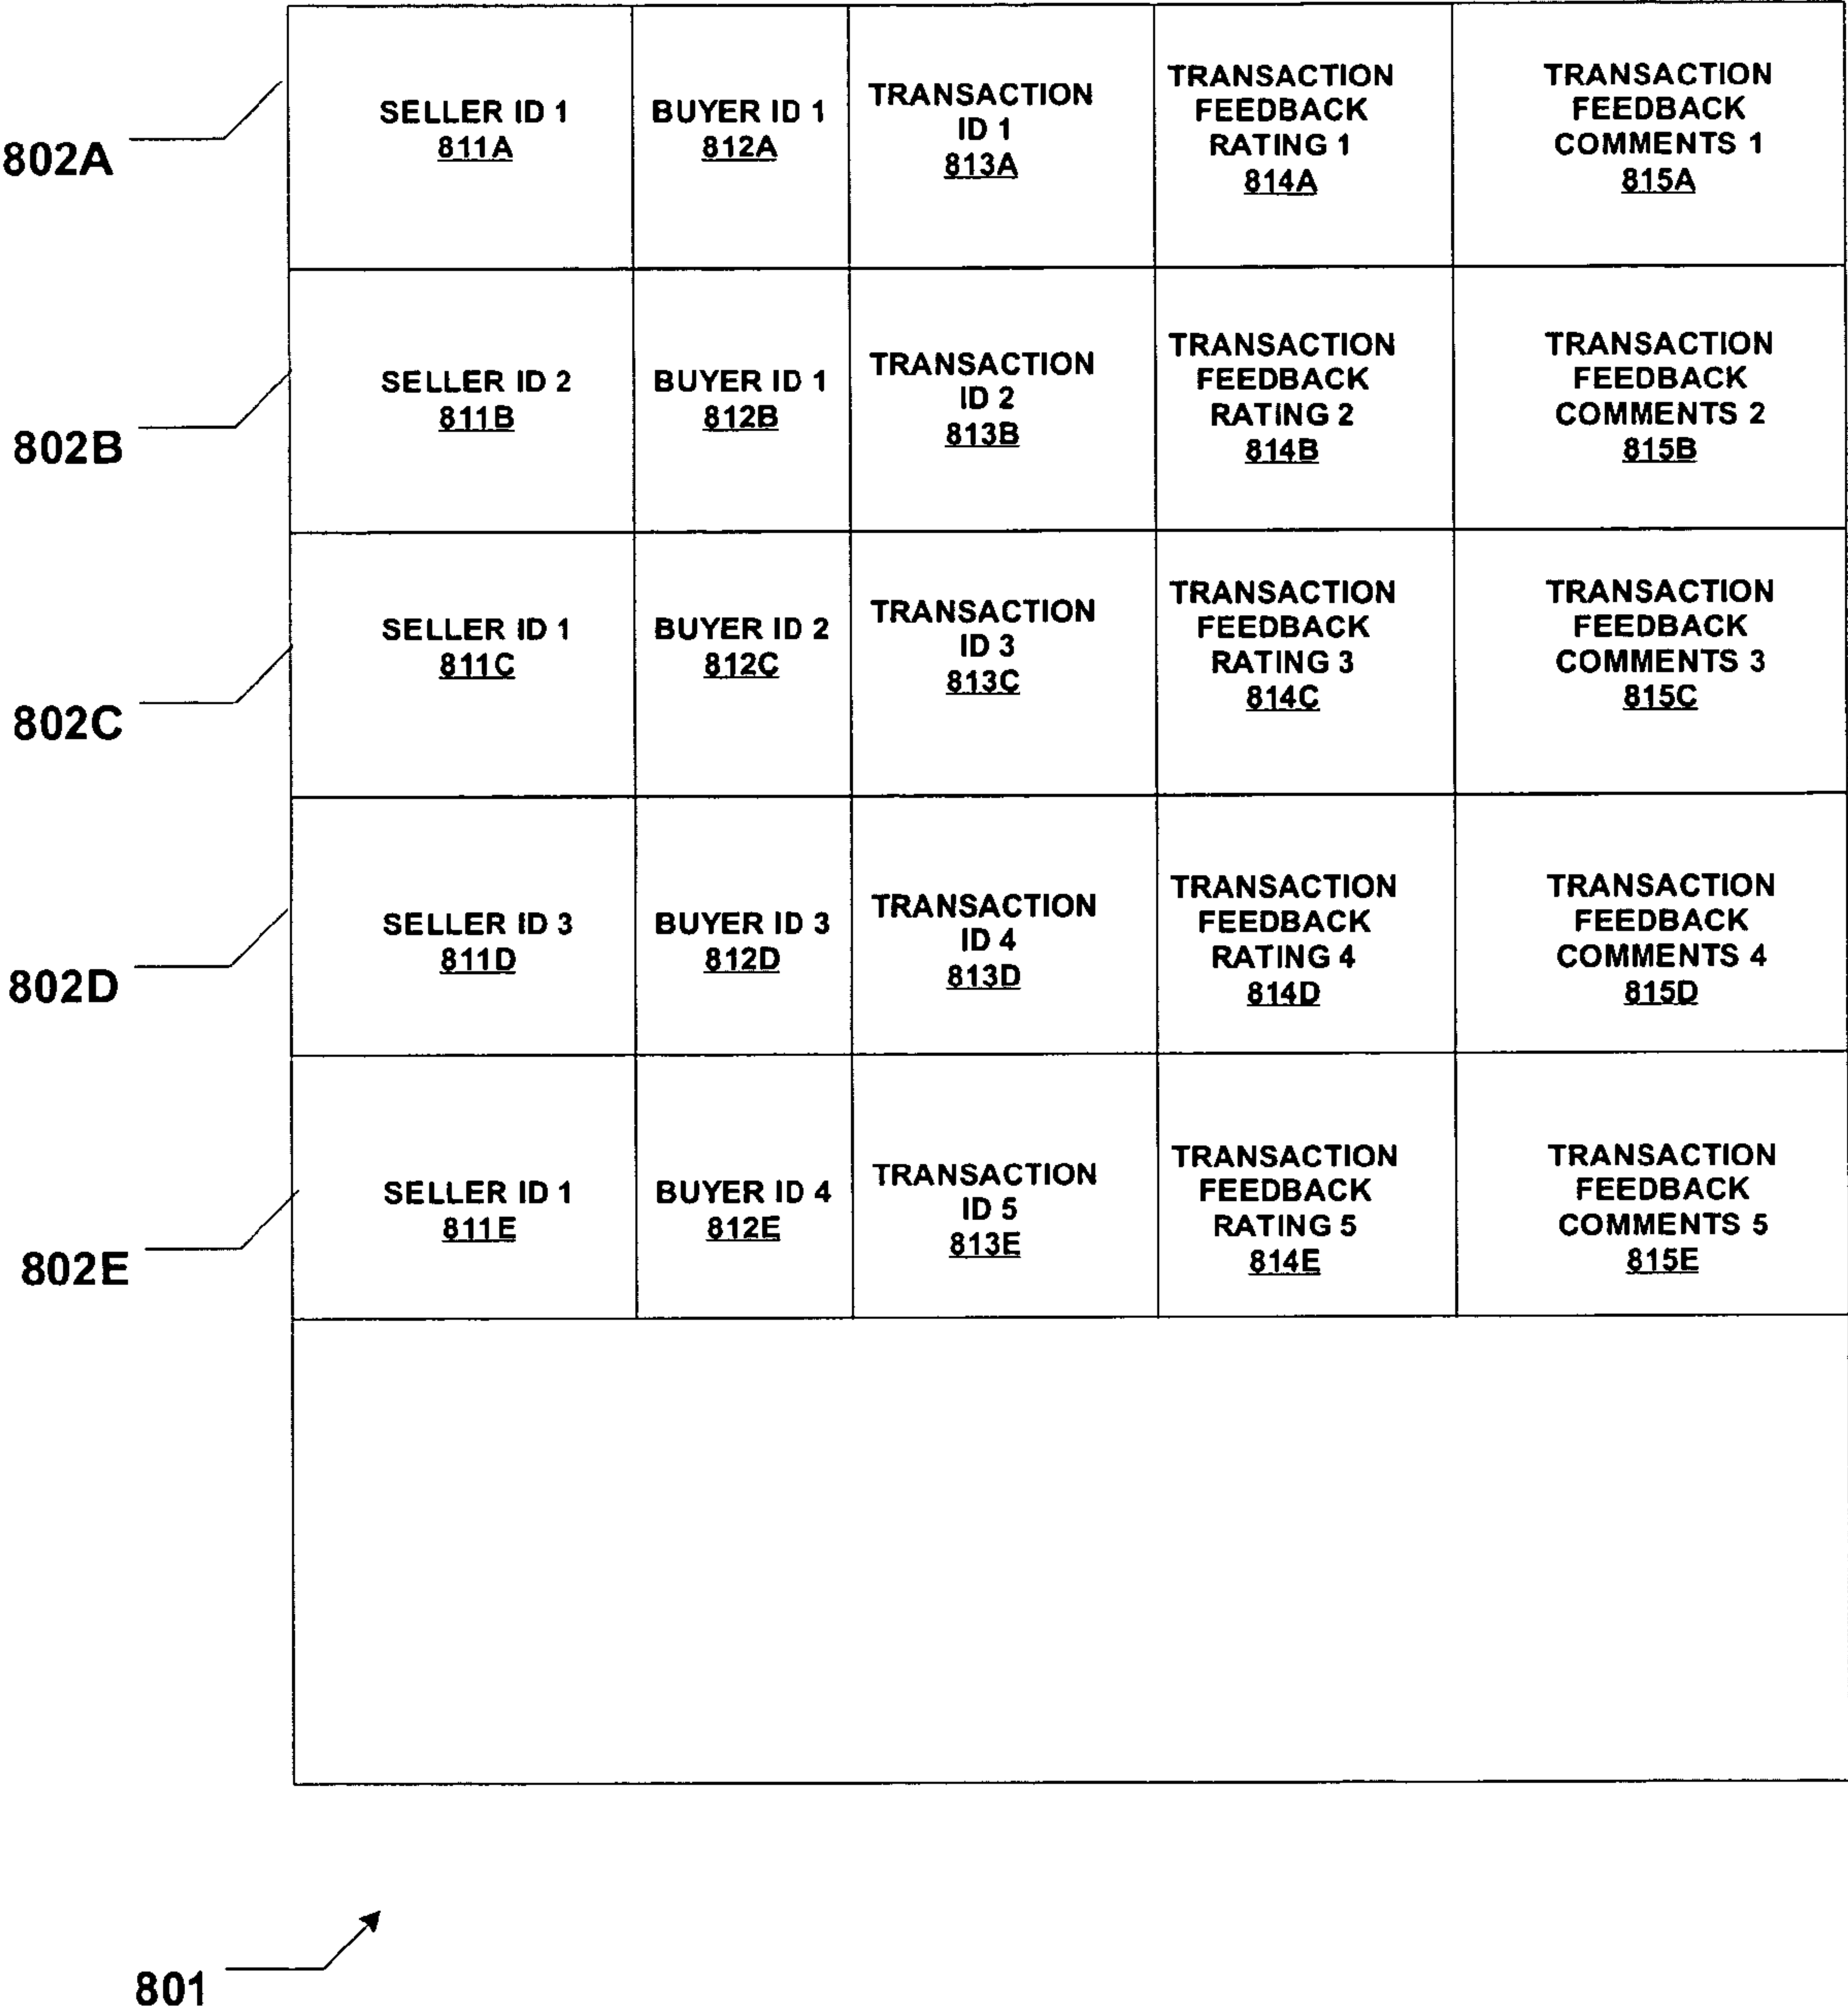 802A
SELLER ID 1
811A
BUYER ID 1
812A
TRANSACTION
ID 1
813A
TRANSACTION
FEEDBACK
RATING 1
814A
TRANSACTION
FEEDBACK
COMMENTS 1
815A
802B
SELLER ID 2
811B
BUYER ID 1
812B
TRANSACTION
ID 2
813B
TRANSACTION
FEEDBACK
RATING 2
814B
TRANSACTION
FEEDBACK
COMMENTS 2
815B
802C
SELLER ID 1
811C
BUYER ID 2
812C
TRANSACTION
ID 3
813C
TRANSACTION
FEEDBACK
RATING 3
814C
TRANSACTION
FEEDBACK
COMMENTS 3
815C
802D
SELLER ID 3
811D
BUYER ID 3
812D
TRANSACTION
ID 4
813D
TRANSACTION
FEEDBACK
RATING 4
814D
TRANSACTION
FEEDBACK
COMMENTS 4
815D
802E
SELLER ID 1
811E
BUYER ID 4
812E
TRANSACTION
ID 5
813E
TRANSACTION
FEEDBACK
RATING 5
814E
TRANSACTION
FEEDBACK
COMMENTS 5
815E
801